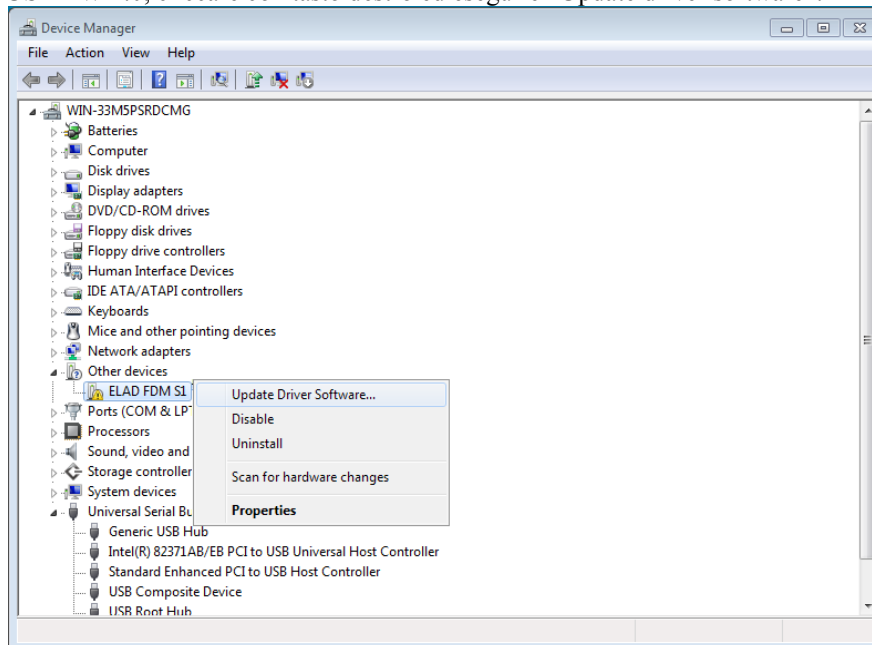 Device Manager
File Action View Help
WIN-33M5PSRDCMG
Batteries
Computer
Disk drives
Display adapters
DVD/CD-ROM drives
Floppy disk drives
Floppy drive controllers
Human Interface Devices
IDE ATA/ATAPI controllers
Keyboards
Mice and other pointing devices
Network adapters
Other devices
ELAD FDM S1
Update Driver Software...
Ports (COM & LP
Disable
Processors
Uninstall
Sound, video and
Storage controller
Scan for hardware changes
System devices
Universal Serial Bu
Properties
Generic USB Hub
Intel(R) 82371AB/EB PCI to USB Universal Host Controller
Standard Enhanced PCI to USB Host Controller
USB Composite Device
USB Root Hub